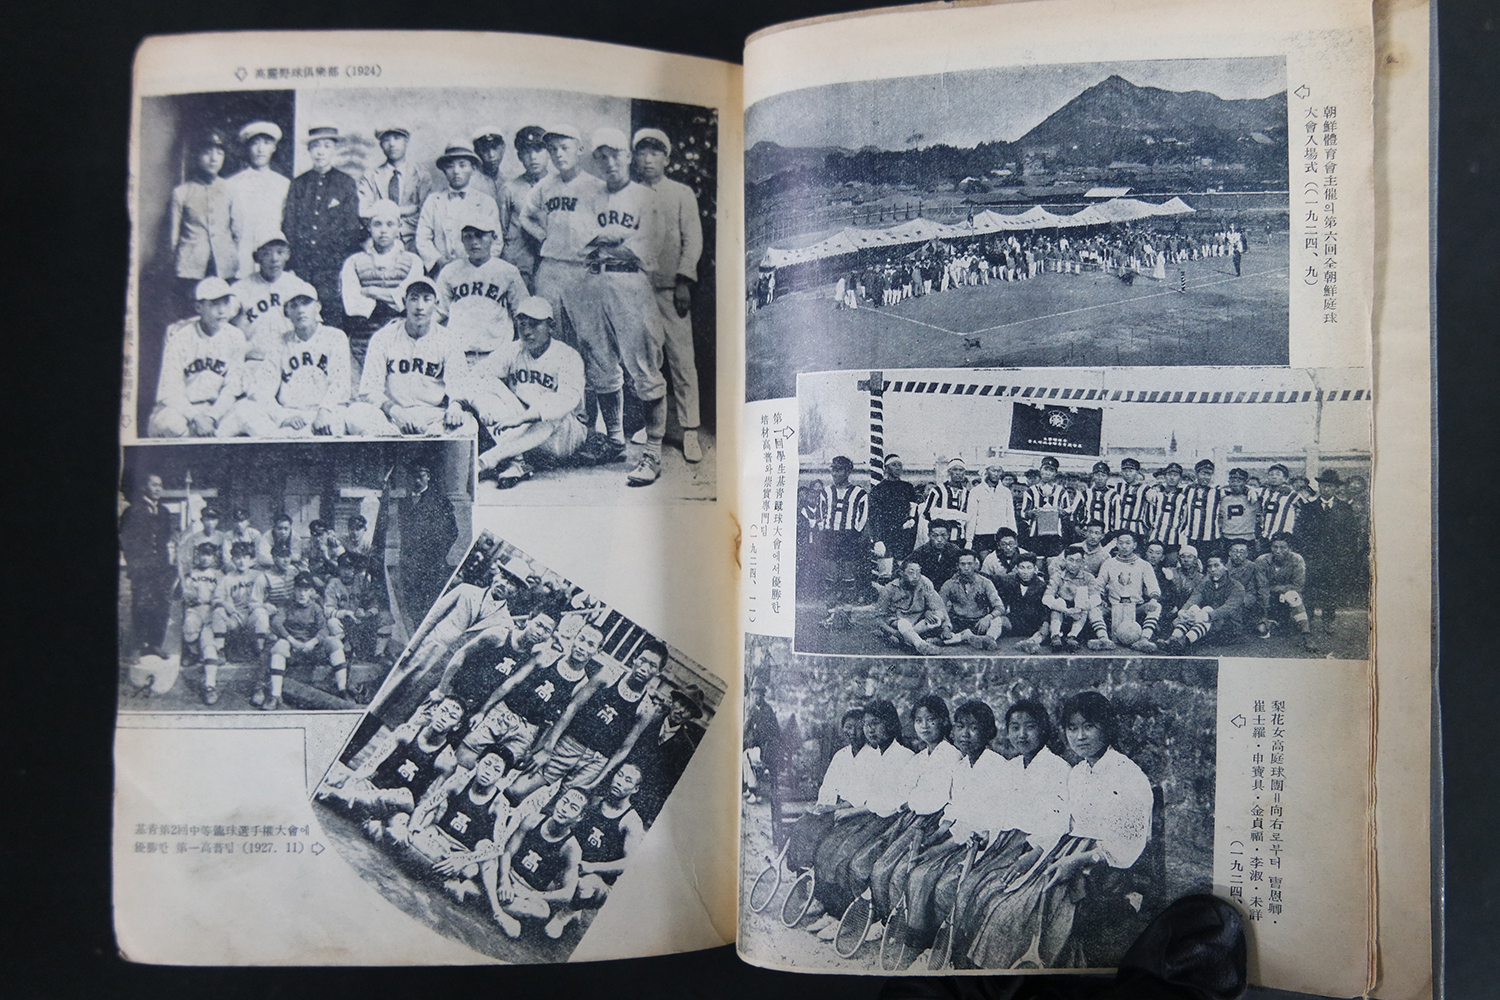 高麗野球俱樂部 (1924)
KOREA
KOREA
KOREA
KOREA
KOREA
高
高
高
高
高
基靑第2回中等籠球選手權大會에
優勝한 第一高普팀 (1927. 11)
朝鮮體育會主催의 第六回全朝鮮庭球
大會入場式 (一九二四、九)
第一回學生基靑蹴球大會에서 優勝한
培材高普와 崇實專門팀
(一九二四、一一)
P
梨花女高庭球團 = 向右로부터 曺恩卿・
崔士羅・申寶具・金貞福・李淑・未詳
(一九二四、